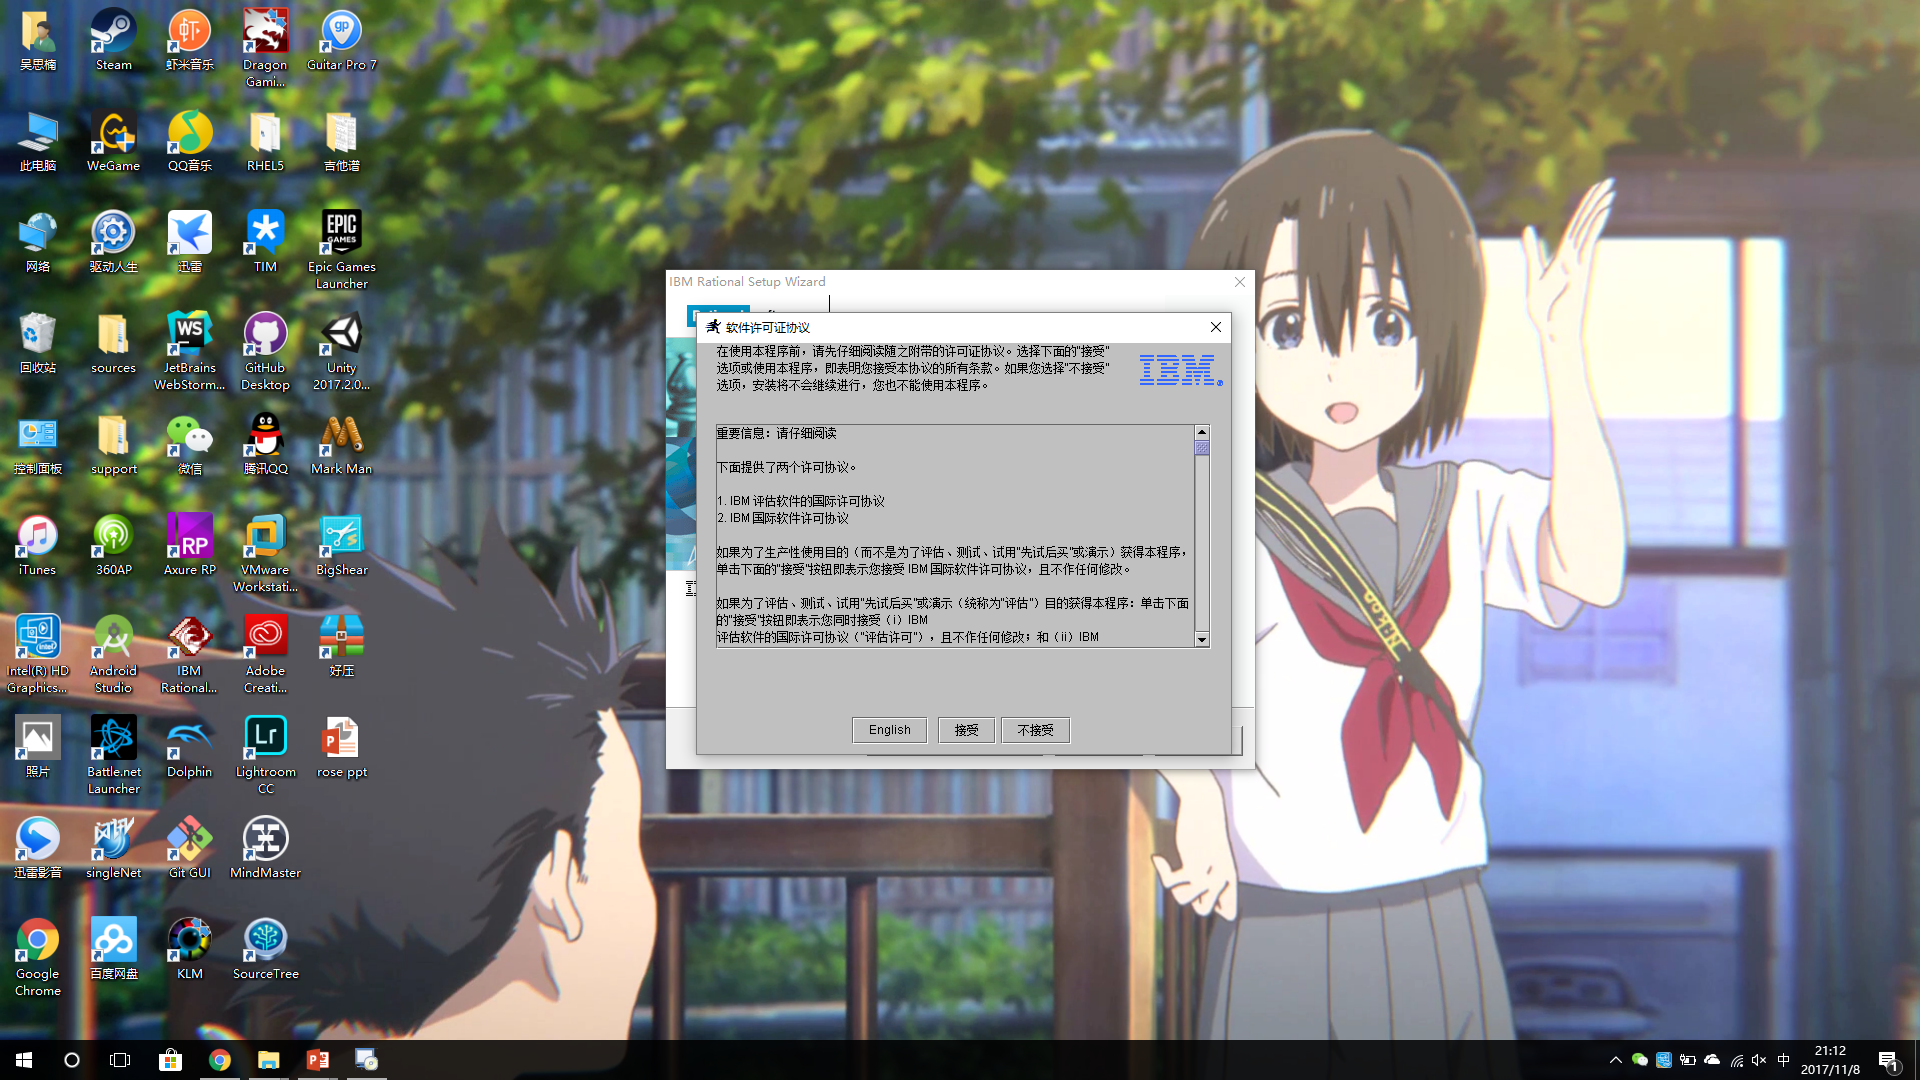 吴思楠
Steam
虾米音乐
Dragon
Gami...
Guitar Pro 7
此电脑
WeGame
QQ音乐
RHEL5
吉他谱
网络
驱动人生
迅雷
TIM
EPIC
GAMES
Epic Games
Launcher
回收站
sources
WS
JetBrains
WebStorm...
GitHub
Desktop
Unity
2017.2.0...
控制面板
support
微信
腾讯QQ
Mark Man
iTunes
360AP
RP
Axure RP
VMware
Workstati...
BigShear
Intel(R) HD
Graphics...
Android
Studio
IBM
Rational...
Adobe
Creati...
好压
照片
Battle.net
Launcher
Dolphin
Lr
Lightroom
CC
rose ppt
迅雷影音
singleNet
Git GUI
MindMaster
Google
Chrome
百度网盘
KLM
SourceTree
IBM Rational Setup Wizard
软件许可证协议
在使用本程序前，请先仔细阅读随之附带的许可证协议。选择下面的"接受"
选项或使用本程序，即表明您接受本协议的所有条款。如果您选择"不接受"
选项，安装将不会继续进行，您也不能使用本程序。
IBM
重要信息：请仔细阅读
下面提供了两个许可协议。
1. IBM 评估软件的国际许可协议
2. IBM 国际软件许可协议
如果为了生产性使用目的（而不是为了评估、测试、试用"先试后买"或演示）获得本程序，
单击下面的"接受"按钮即表示您接受 IBM 国际软件许可协议，且不作任何修改。
如果为了评估、测试、试用"先试后买"或演示（统称为"评估"）目的获得本程序：单击下面
的"接受"按钮即表示您同时接受（i）IBM
评估软件的国际许可协议（"评估许可"），且不作任何修改；和（ii）IBM
English
接受
不接受
中
21:12
2017/11/8
1